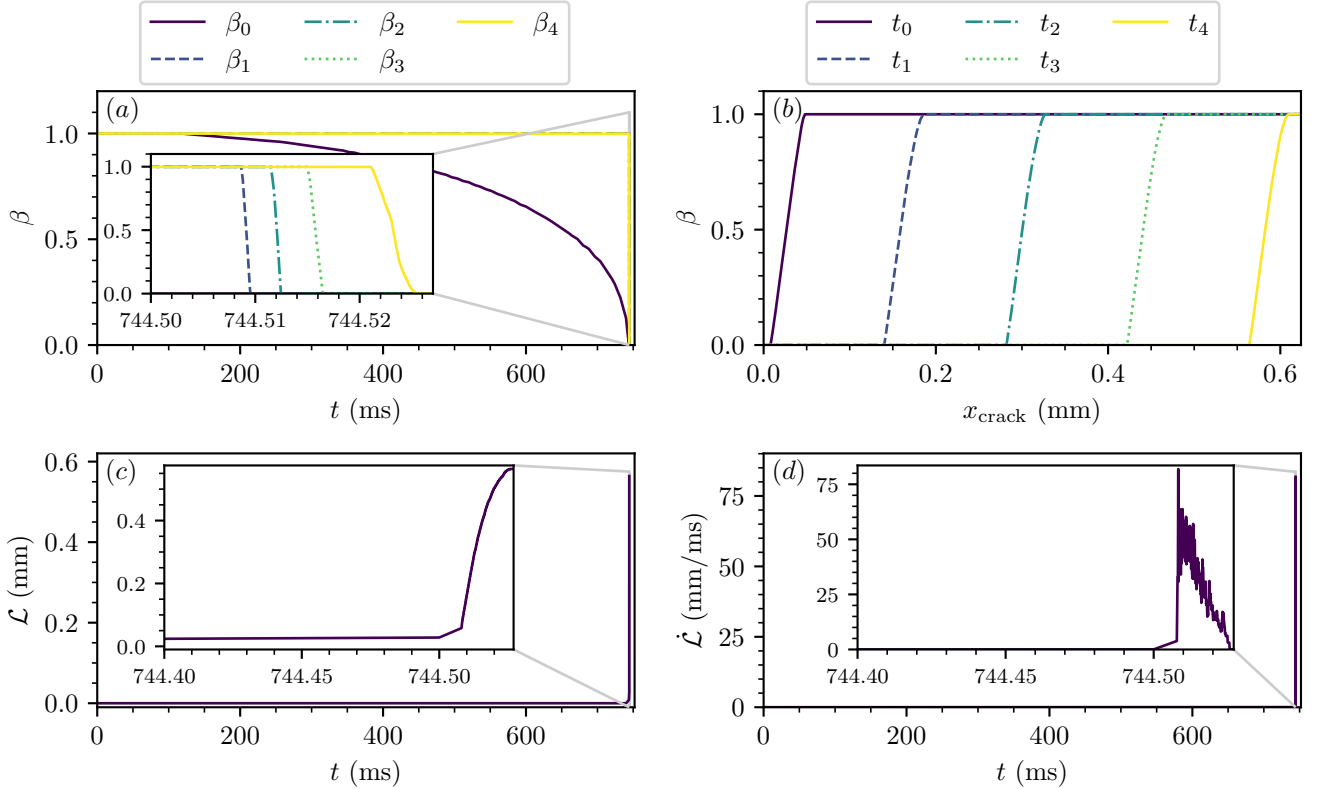 β₀ β₂ β₄
β₁ β₃
t₀ t₂ t₄
t₁ t₃
(a)
1.0
0.5
0.0
β
1.0
0.5
0.0
744.50 744.51 744.52
0 200 400 600
t (ms)
(b)
1.0
0.5
0.0
β
0.0 0.2 0.4 0.6
x_crack (mm)
(c)
0.6
0.4
0.2
0.0
ℒ (mm)
0.4
0.2
0.0
744.40 744.45 744.50
0 200 400 600
t (ms)
(d)
75
50
25
0
ℒ̇ (mm/ms)
75
50
25
0
744.40 744.45 744.50
0 200 400 600
t (ms)